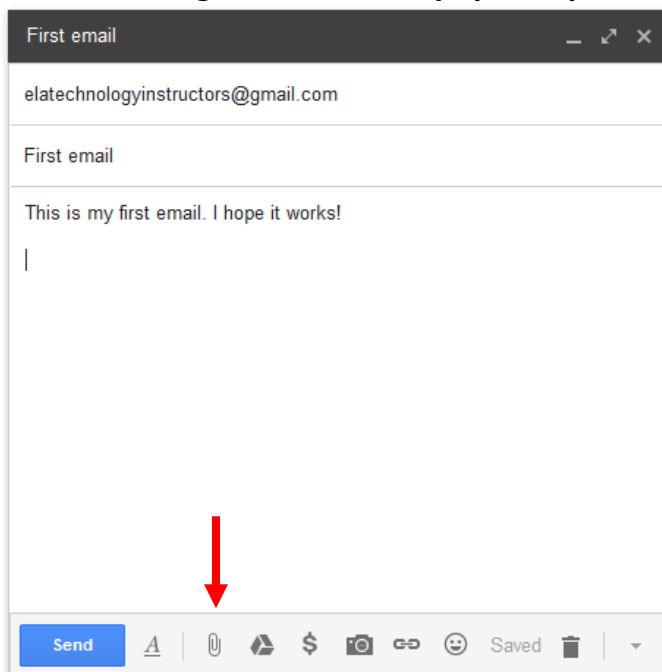 First email
elatechnologyinstructors@gmail.com
First email
This is my first email. I hope it works!
Send A $ Saved